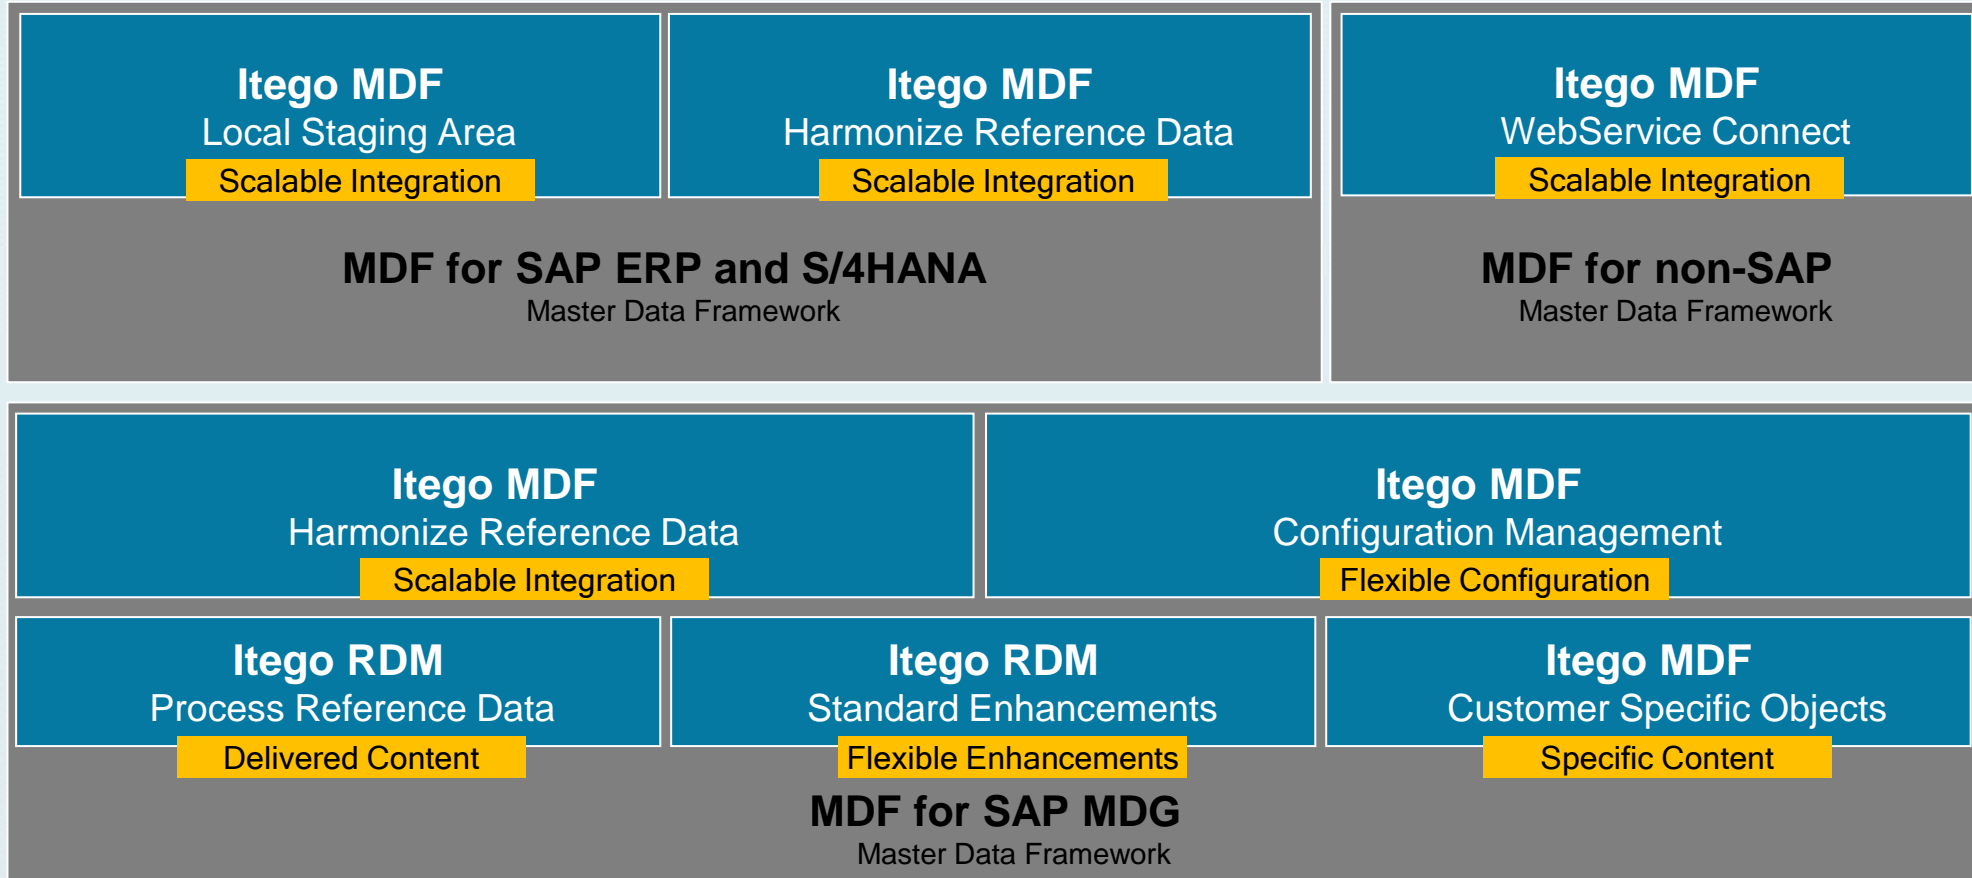 Itego MDF
Local Staging Area
Scalable Integration
Itego MDF
Harmonize Reference Data
Scalable Integration
MDF for SAP ERP and S/4HANA
Master Data Framework
Itego MDF
WebService Connect
Scalable Integration
MDF for non-SAP
Master Data Framework
Itego MDF
Harmonize Reference Data
Scalable Integration
Itego MDF
Configuration Management
Flexible Configuration
Itego RDM
Process Reference Data
Delivered Content
Itego RDM
Standard Enhancements
Flexible Enhancements
Itego MDF
Customer Specific Objects
Specific Content
MDF for SAP MDG
Master Data Framework